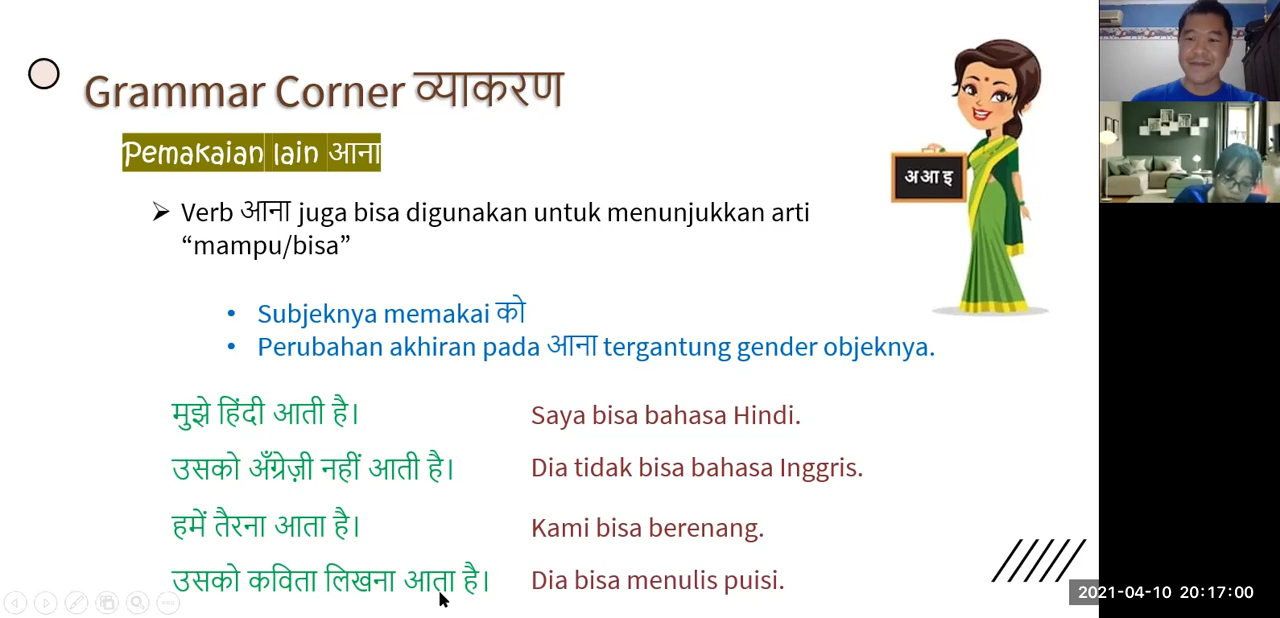 Grammar Corner व्याकरण
Pemakaian lain आना
Verb आना juga bisa digunakan untuk menunjukkan arti
“mampu/bisa”
Subjeknya memakai को
Perubahan akhiran pada आना tergantung gender objeknya.
मुझे हिंदी आती है। Saya bisa bahasa Hindi.
उसको अँग्रेज़ी नहीं आती है। Dia tidak bisa bahasa Inggris.
हमें तैरना आता है। Kami bisa berenang.
उसको कविता लिखना आता है। Dia bisa menulis puisi.
अ आ इ
2021-04-10 20:17:00